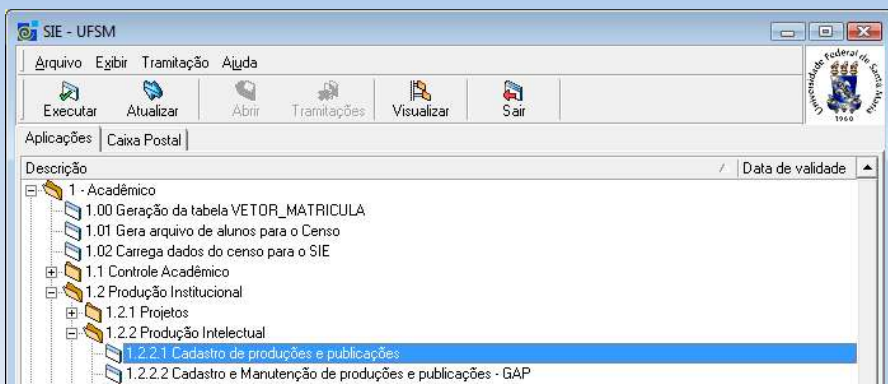 SIE - UFSM
Arquivo Exibir Tramitação Ajuda
Executar Atualizar Abrir Tramitações Visualizar Sair
Universidade Federal de Santa Maria
1960
Aplicações Caixa Postal
Descrição Data de validade
1 - Acadêmico
1.00 Geração da tabela VETOR_MATRICULA
1.01 Gera arquivo de alunos para o Censo
1.02 Carrega dados do censo para o SIE
1.1 Controle Acadêmico
1.2 Produção Institucional
1.2.1 Projetos
1.2.2 Produção Intelectual
1.2.2.1 Cadastro de produções e publicações
1.2.2.2 Cadastro e Manutenção de produções e publicações - GAP